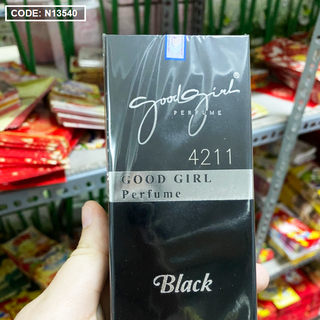 CODE: N13540
good girl ®
PERFUME
4211
GOOD GIRL
Perfume
Black